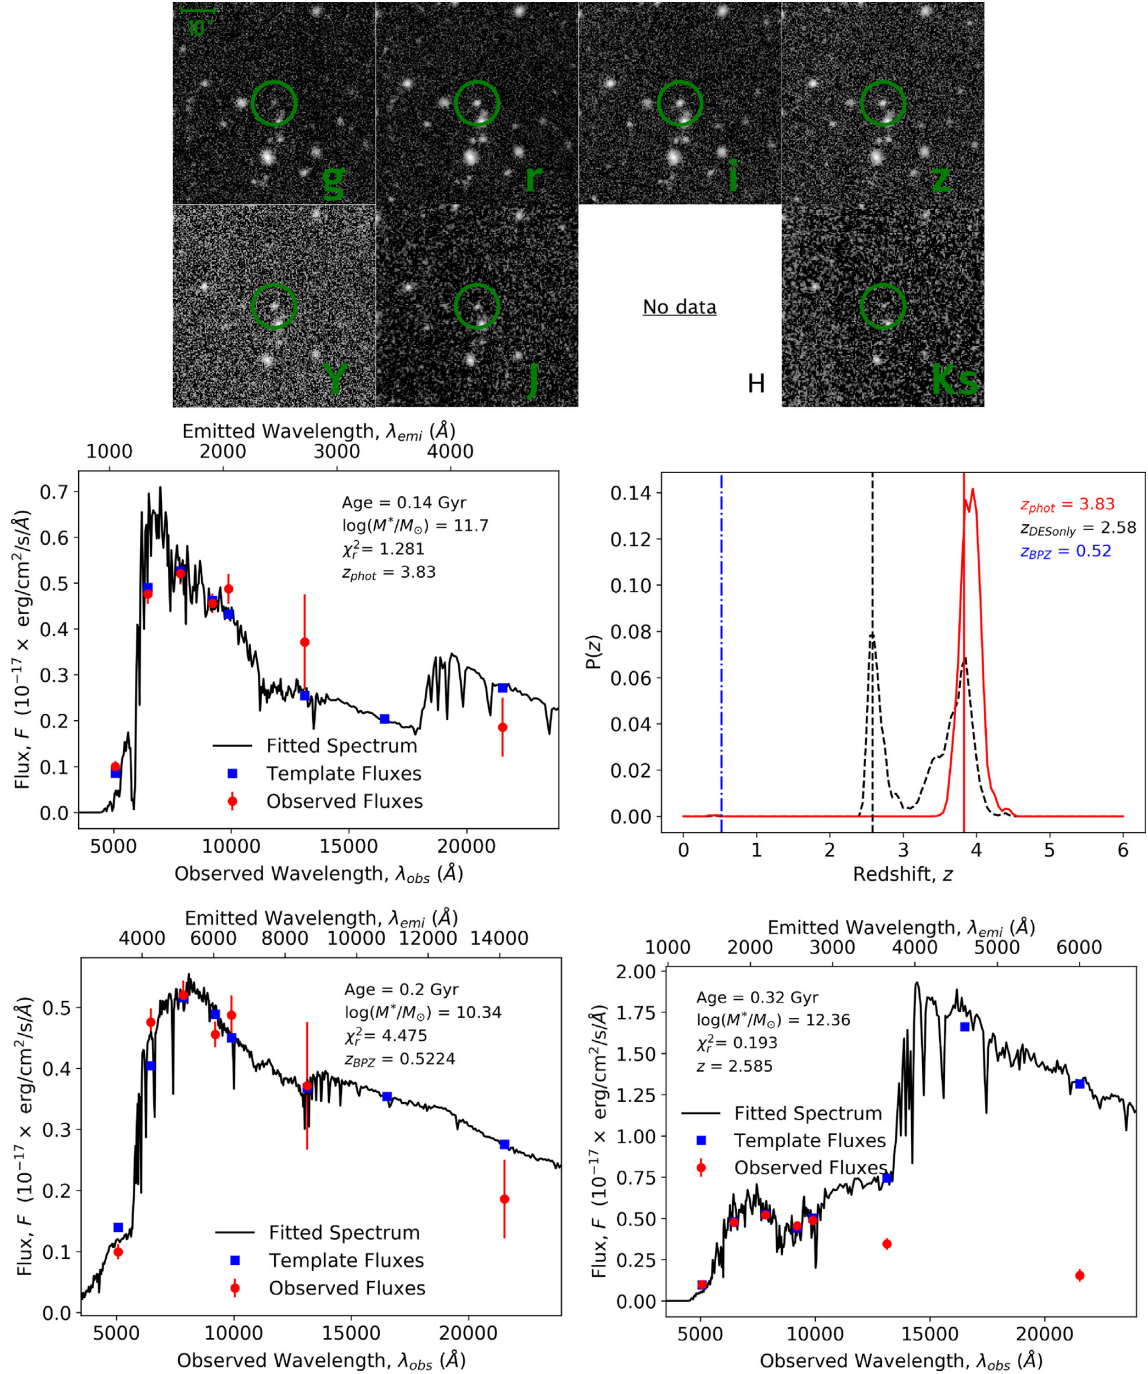 10"
g
r
i
z
Y
J
No data
H
Ks
Emitted Wavelength, λemi (Å)
1000 2000 3000 4000
Age = 0.14 Gyr
log(M*/M⊙) = 11.7
χ²r= 1.281
zphot = 3.83
Flux, F (10⁻¹⁷ × erg/cm²/s/Å)
0.7
0.6
0.5
0.4
0.3
0.2
0.1
0.0
Fitted Spectrum
Template Fluxes
Observed Fluxes
5000 10000 15000 20000
Observed Wavelength, λobs (Å)
zphot = 3.83
zDESonly = 2.58
zBPZ = 0.52
P(z)
0.14
0.12
0.10
0.08
0.06
0.04
0.02
0.00
0 1 2 3 4 5 6
Redshift, z
Emitted Wavelength, λemi (Å)
4000 6000 8000 10000 12000 14000
Age = 0.2 Gyr
log(M*/M⊙) = 10.34
χ²r= 4.475
zBPZ = 0.5224
Flux, F (10⁻¹⁷ × erg/cm²/s/Å)
0.5
0.4
0.3
0.2
0.1
0.0
Fitted Spectrum
Template Fluxes
Observed Fluxes
5000 10000 15000 20000
Observed Wavelength, λobs (Å)
Emitted Wavelength, λemi (Å)
1000 2000 3000 4000 5000 6000
Age = 0.32 Gyr
log(M*/M⊙) = 12.36
χ²r= 0.193
z = 2.585
Flux, F (10⁻¹⁷ × erg/cm²/s/Å)
2.00
1.75
1.50
1.25
1.00
0.75
0.50
0.25
0.00
Fitted Spectrum
Template Fluxes
Observed Fluxes
5000 10000 15000 20000
Observed Wavelength, λobs (Å)